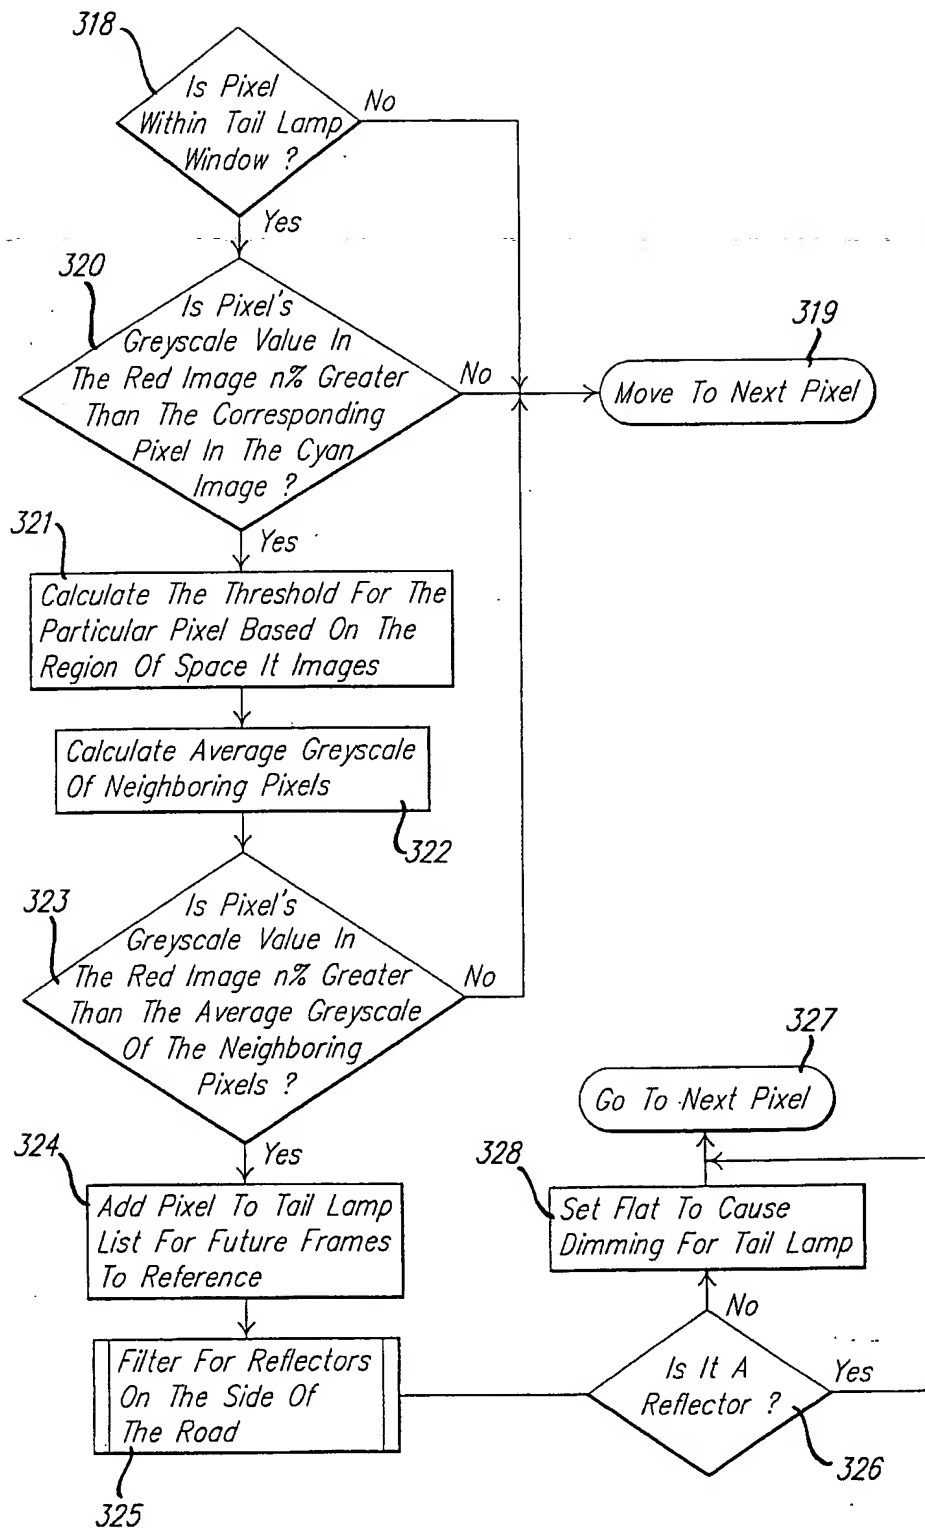 318
Is Pixel
Within Tail Lamp
Window ?
No
Yes
320
Is Pixel's
Greyscale Value In
The Red Image n% Greater
Than The Corresponding
Pixel In The Cyan
Image ?
No
319
Move To Next Pixel
Yes
321
Calculate The Threshold For The
Particular Pixel Based On The
Region Of Space It Images
Calculate Average Greyscale
Of Neighboring Pixels
322
323
Is Pixel's
Greyscale Value In
The Red Image n% Greater
Than The Average Greyscale
Of The Neighboring
Pixels ?
No
Yes
324
Add Pixel To Tail Lamp
List For Future Frames
To Reference
Filter For Reflectors
On The Side Of
The Road
325
327
Go To Next Pixel
328
Set Flat To Cause
Dimming For Tail Lamp
No
Is It A
Reflector ?
Yes
326